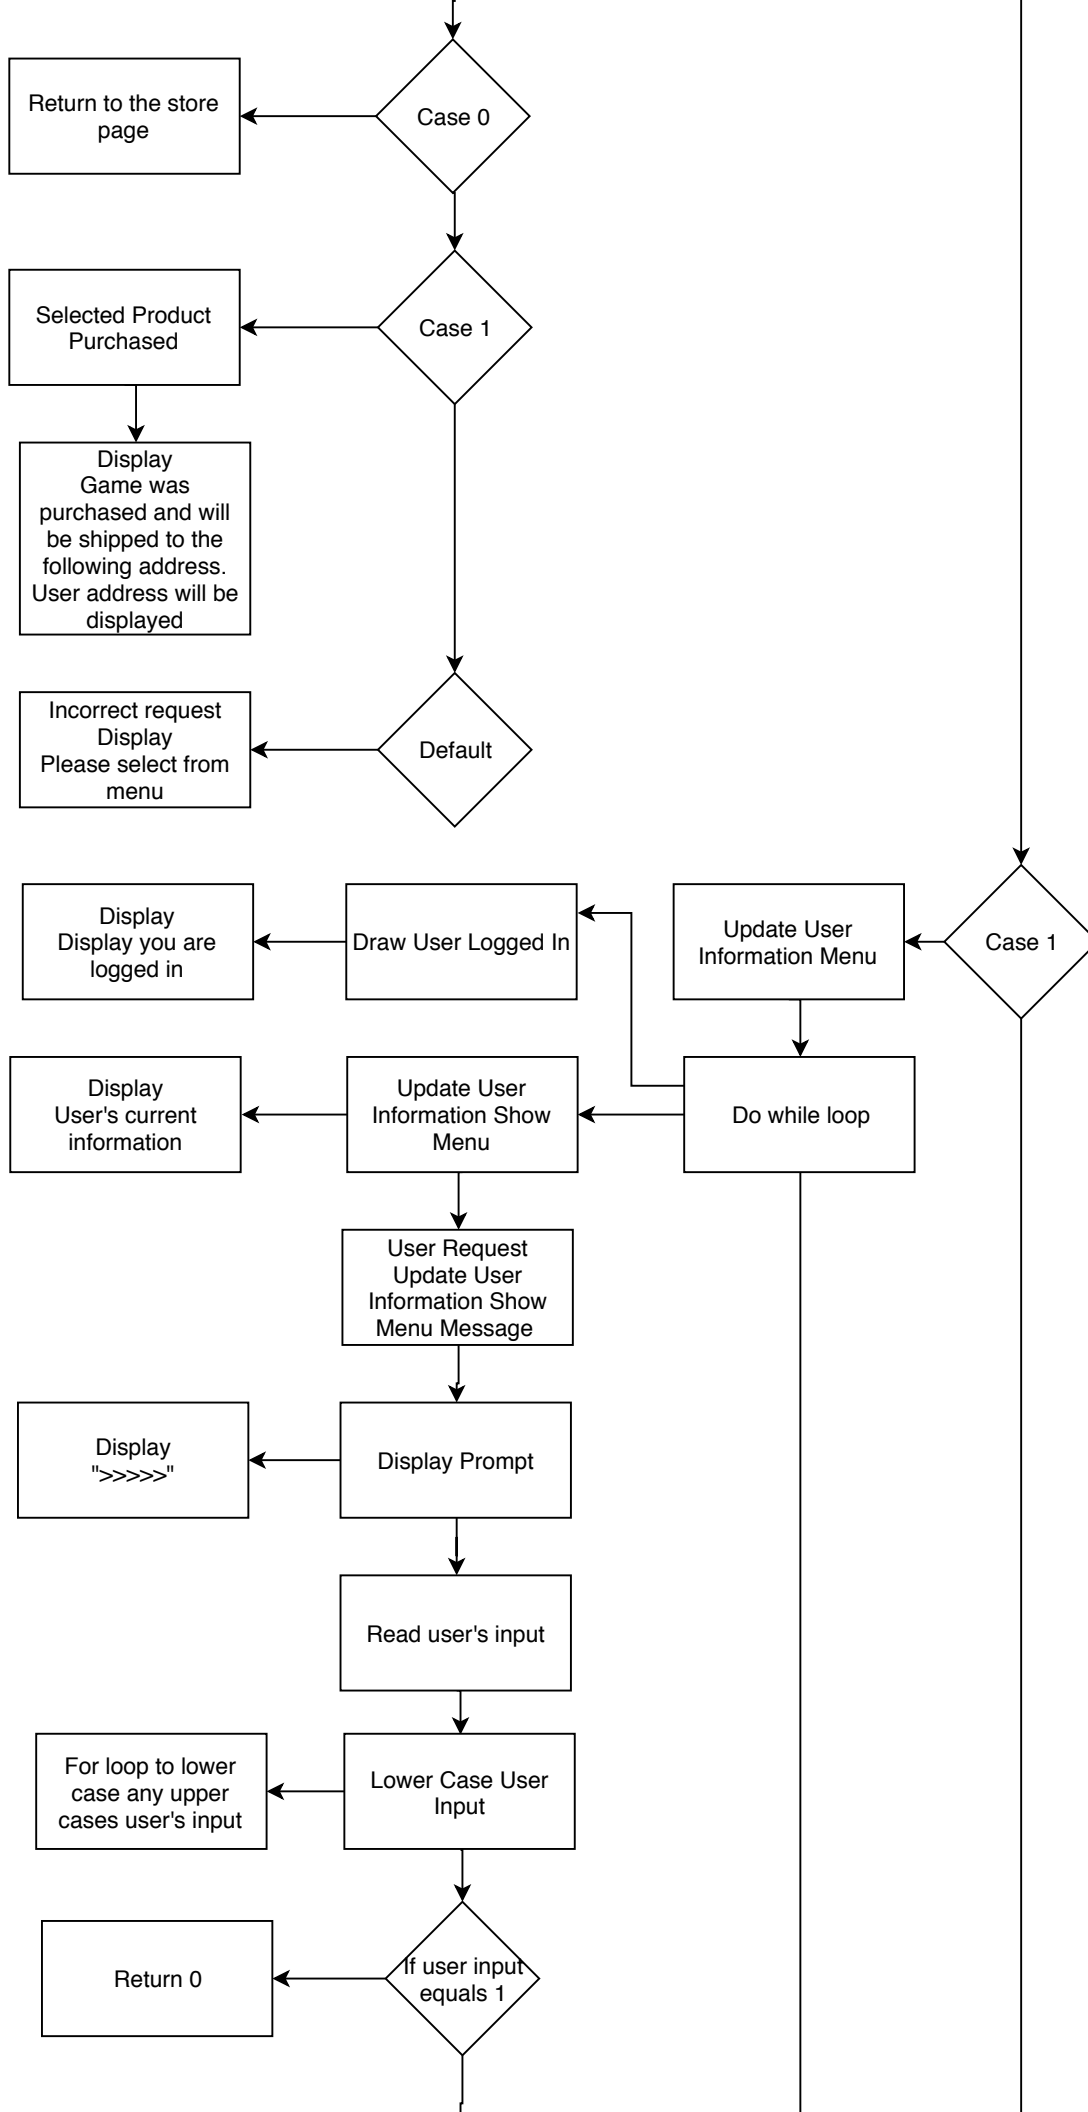 Return to the store
page
Case 0
Selected Product
Purchased
Case 1
Display
Game was
purchased and will
be shipped to the
following address.
User address will be
displayed
Incorrect request
Display
Please select from
menu
Default
Display
Display you are
logged in
Draw User Logged In
Update User
Information Menu
Case 1
Display
User's current
information
Update User
Information Show
Menu
Do while loop
User Request
Update User
Information Show
Menu Message
Display
">>>>>"
Display Prompt
Read user's input
For loop to lower
case any upper
cases user's input
Lower Case User
Input
Return 0
If user input
equals 1